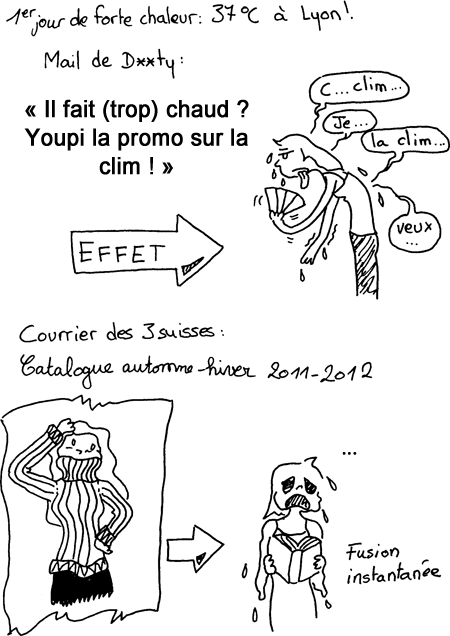 1er jour de forte chaleur: 37°C à Lyon!
Mail de D**ty:
« Il fait (trop) chaud ?
Youpi la promo sur la
clim ! »
C... clim...
Je...
la clim...
veux
...
EFFET
Courrier des 3 suisses:
Catalogue automne-hiver 2011-2012
...
Fusion
instantanée